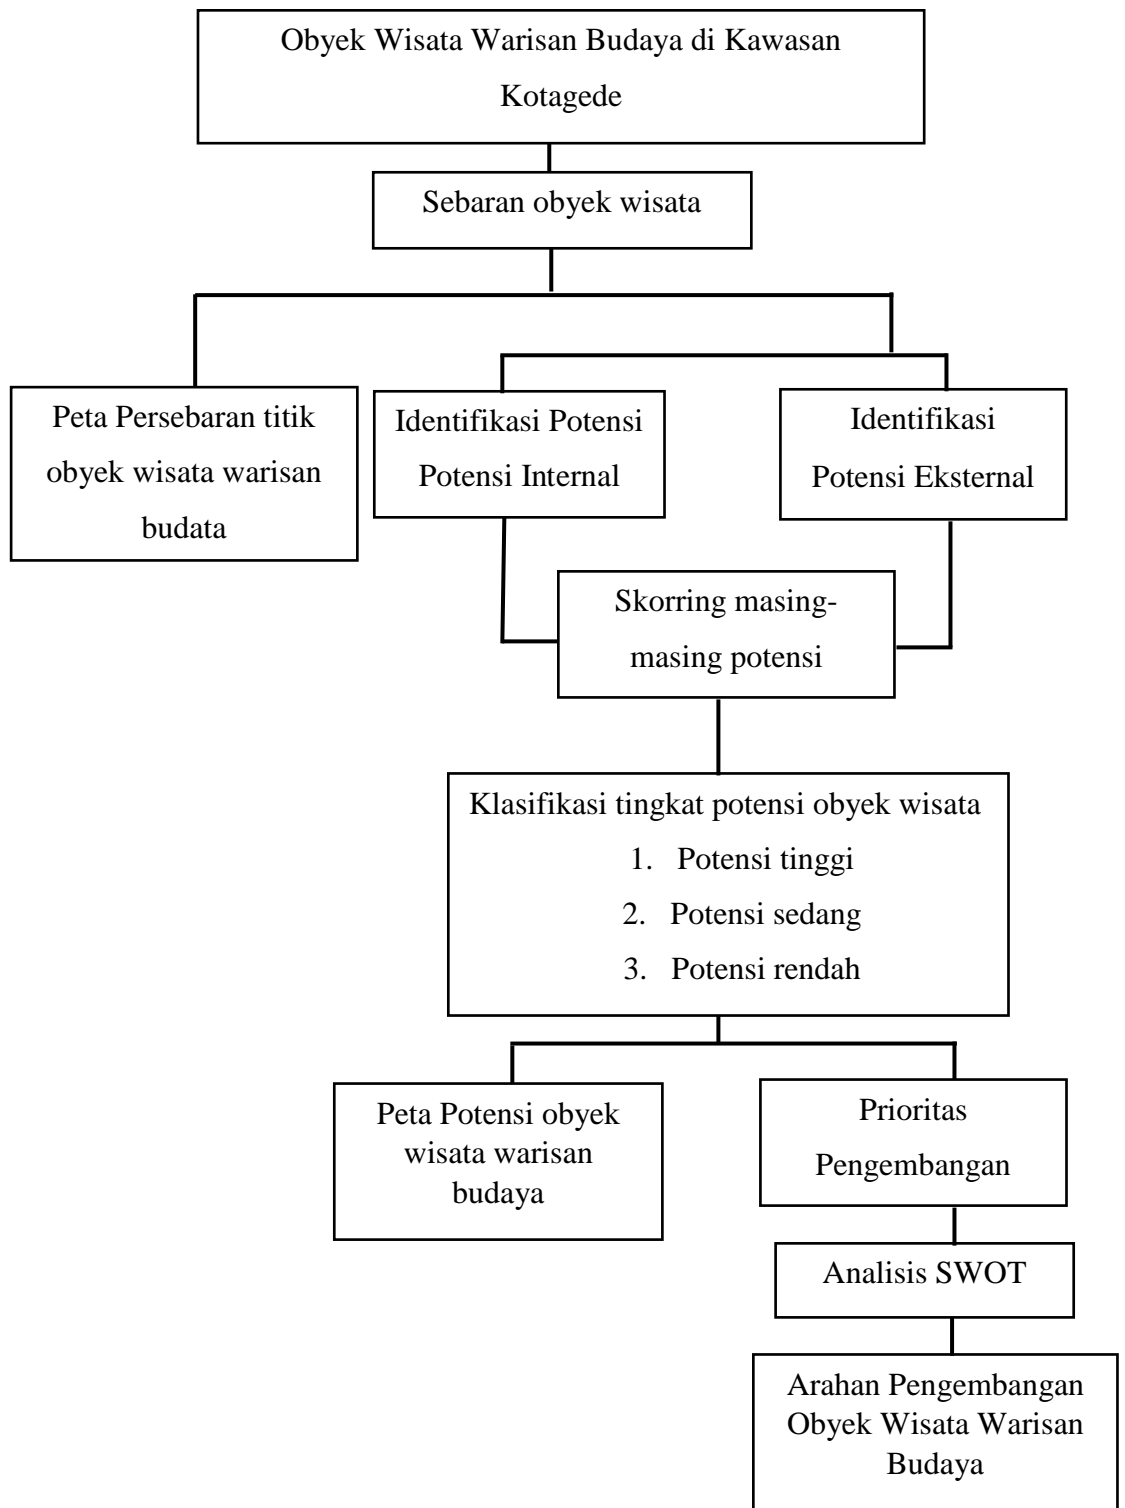 Obyek Wisata Warisan Budaya di Kawasan
Kotagede
Sebaran obyek wisata
Peta Persebaran titik
obyek wisata warisan
budata
Identifikasi Potensi
Potensi Internal
Identifikasi
Potensi Eksternal
Skorring masing-
masing potensi
Klasifikasi tingkat potensi obyek wisata
1. Potensi tinggi
2. Potensi sedang
3. Potensi rendah
Peta Potensi obyek
wisata warisan
budaya
Prioritas
Pengembangan
Analisis SWOT
Arahan Pengembangan
Obyek Wisata Warisan
Budaya